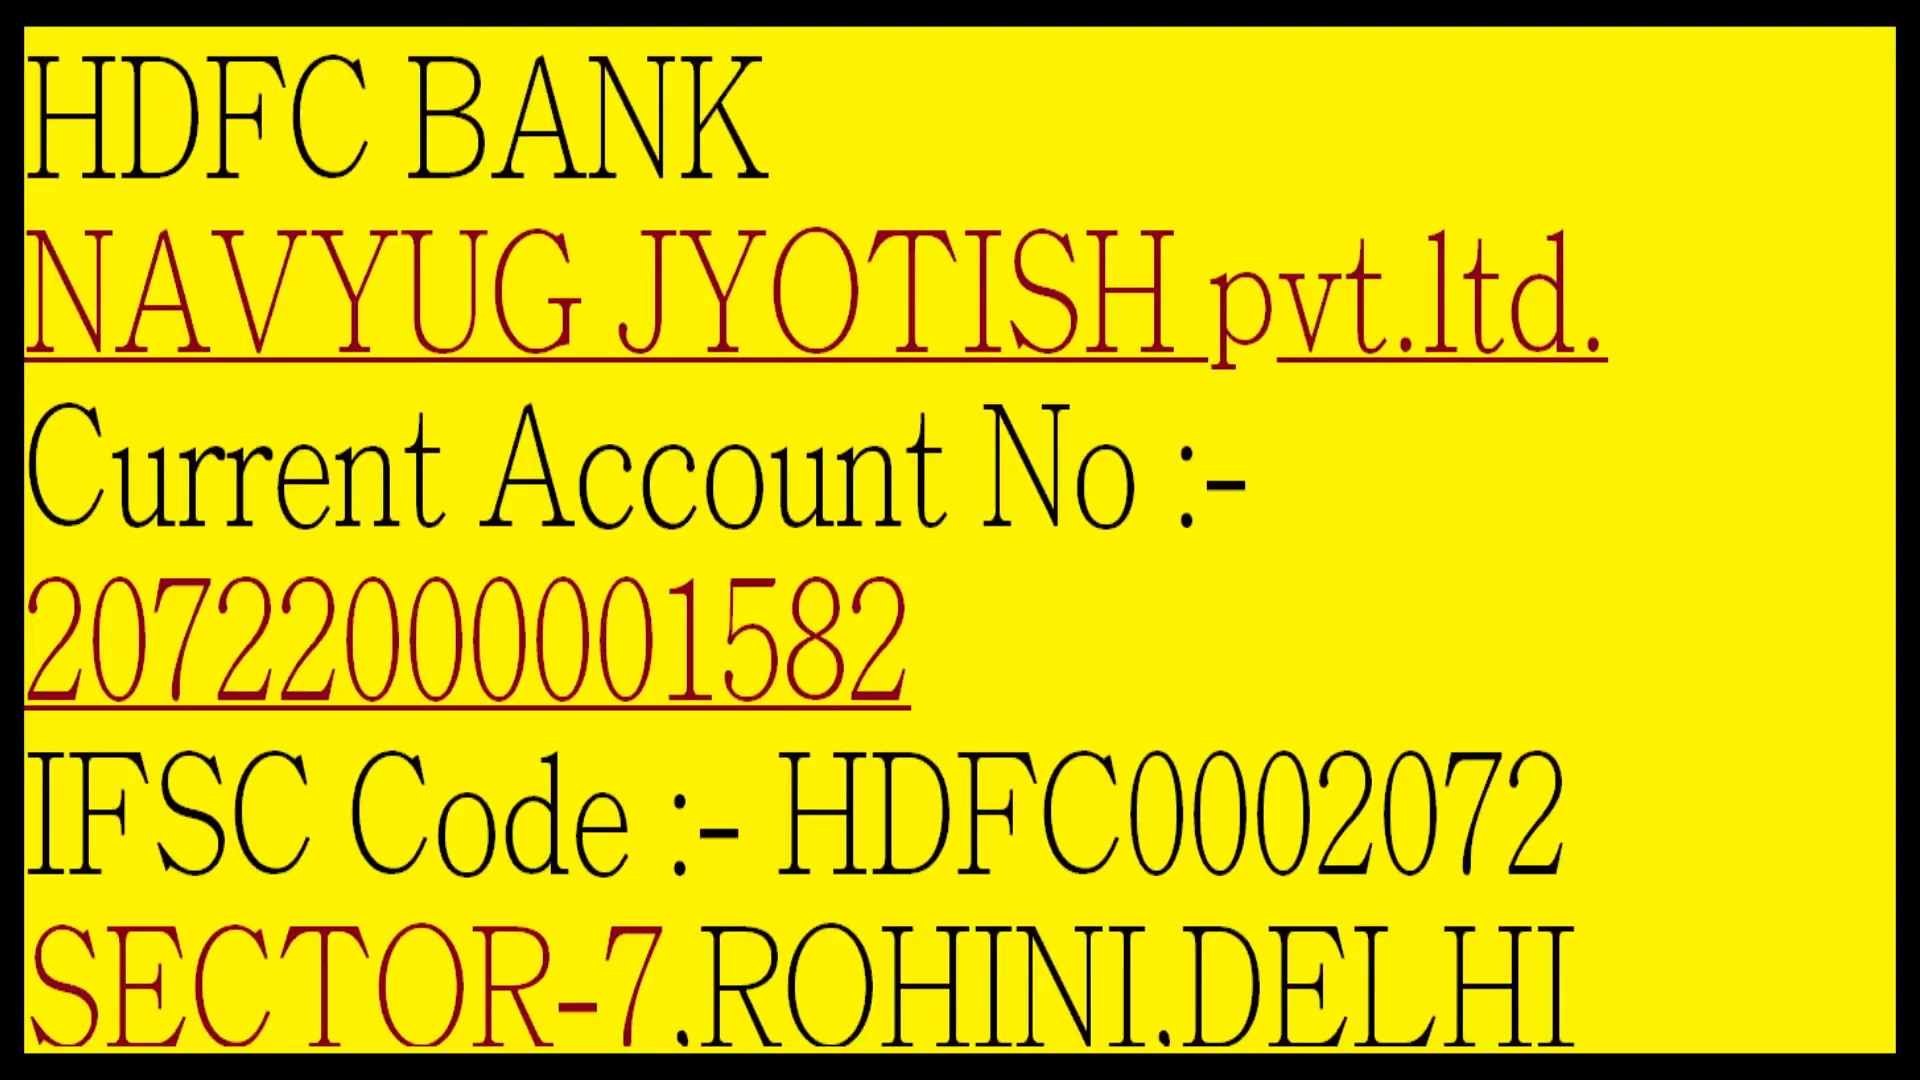 HDFC BANK
NAVYUG JYOTISH pvt.ltd.
Current Account No :-
20722000001582
IFSC Code :- HDFC0002072
SECTOR-7.ROHINI.DELHI